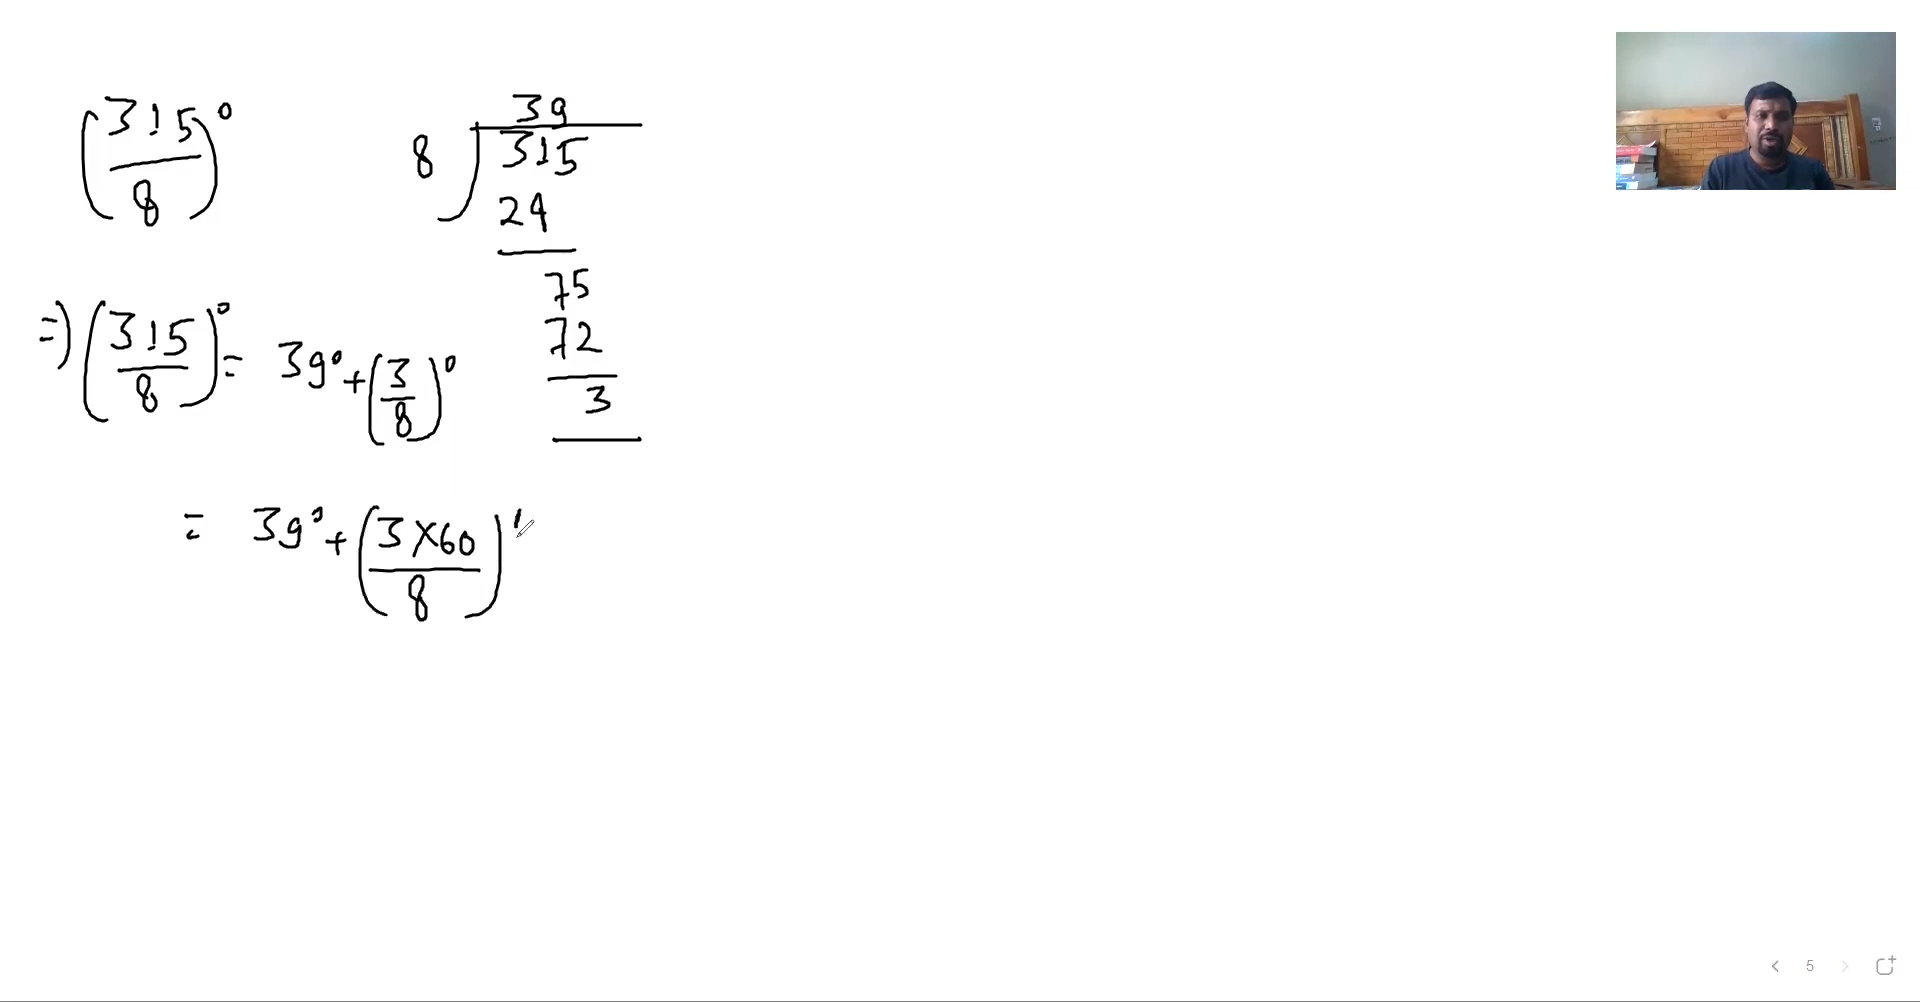 (315/8)°
39
8 ) 315
24
75
72
3
=) (315/8)° = 39° + (3/8)°
= 39° + (3×60/8)'
5